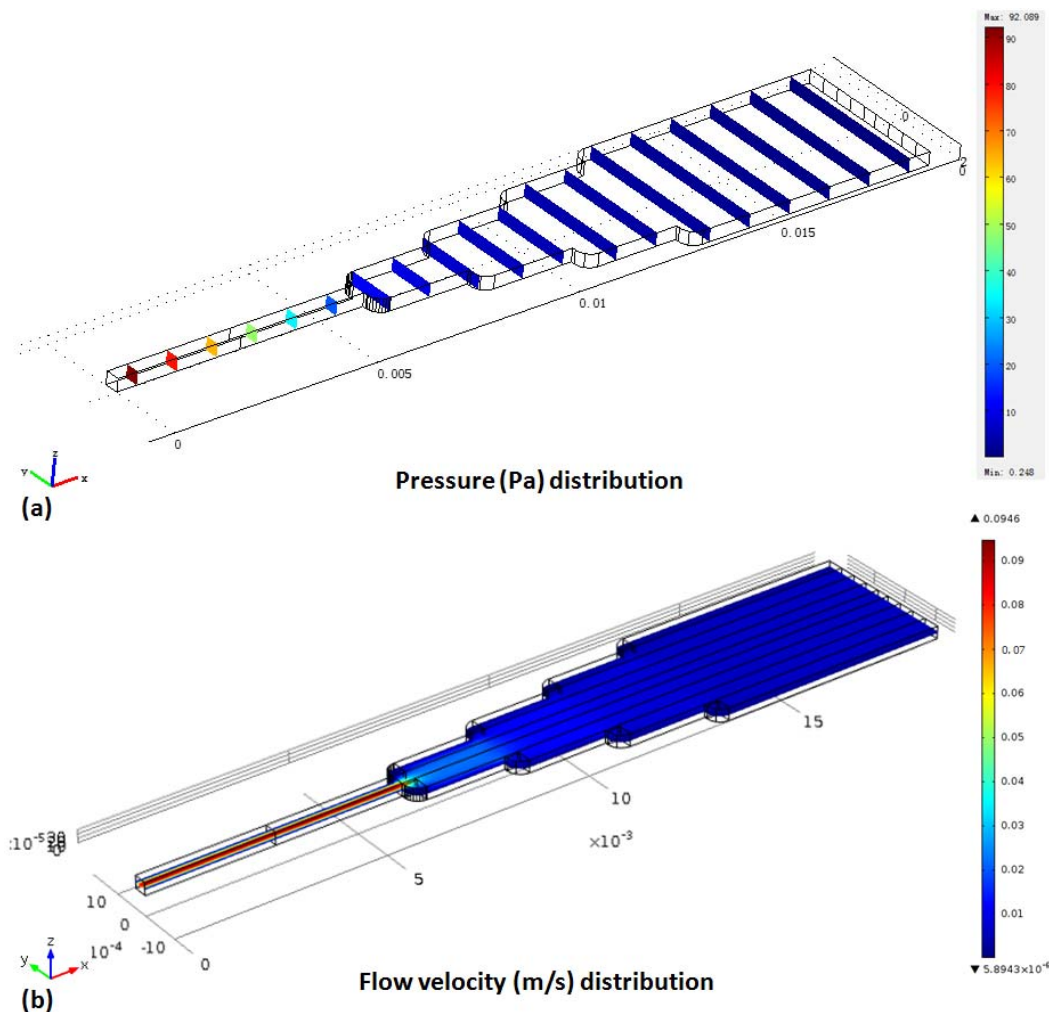 Max: 92.089
90
80
70
60
50
40
30
20
10
Min: 0.248
0
2
0
0.015
0.01
0.005
0
z
y
x
(a)
Pressure (Pa) distribution
0.0946
0.09
0.08
0.07
0.06
0.05
0.04
0.03
0.02
0.01
15
10
×10⁻³
5
10
0
-10
10⁻⁴
0
z
y
x
(b)
Flow velocity (m/s) distribution